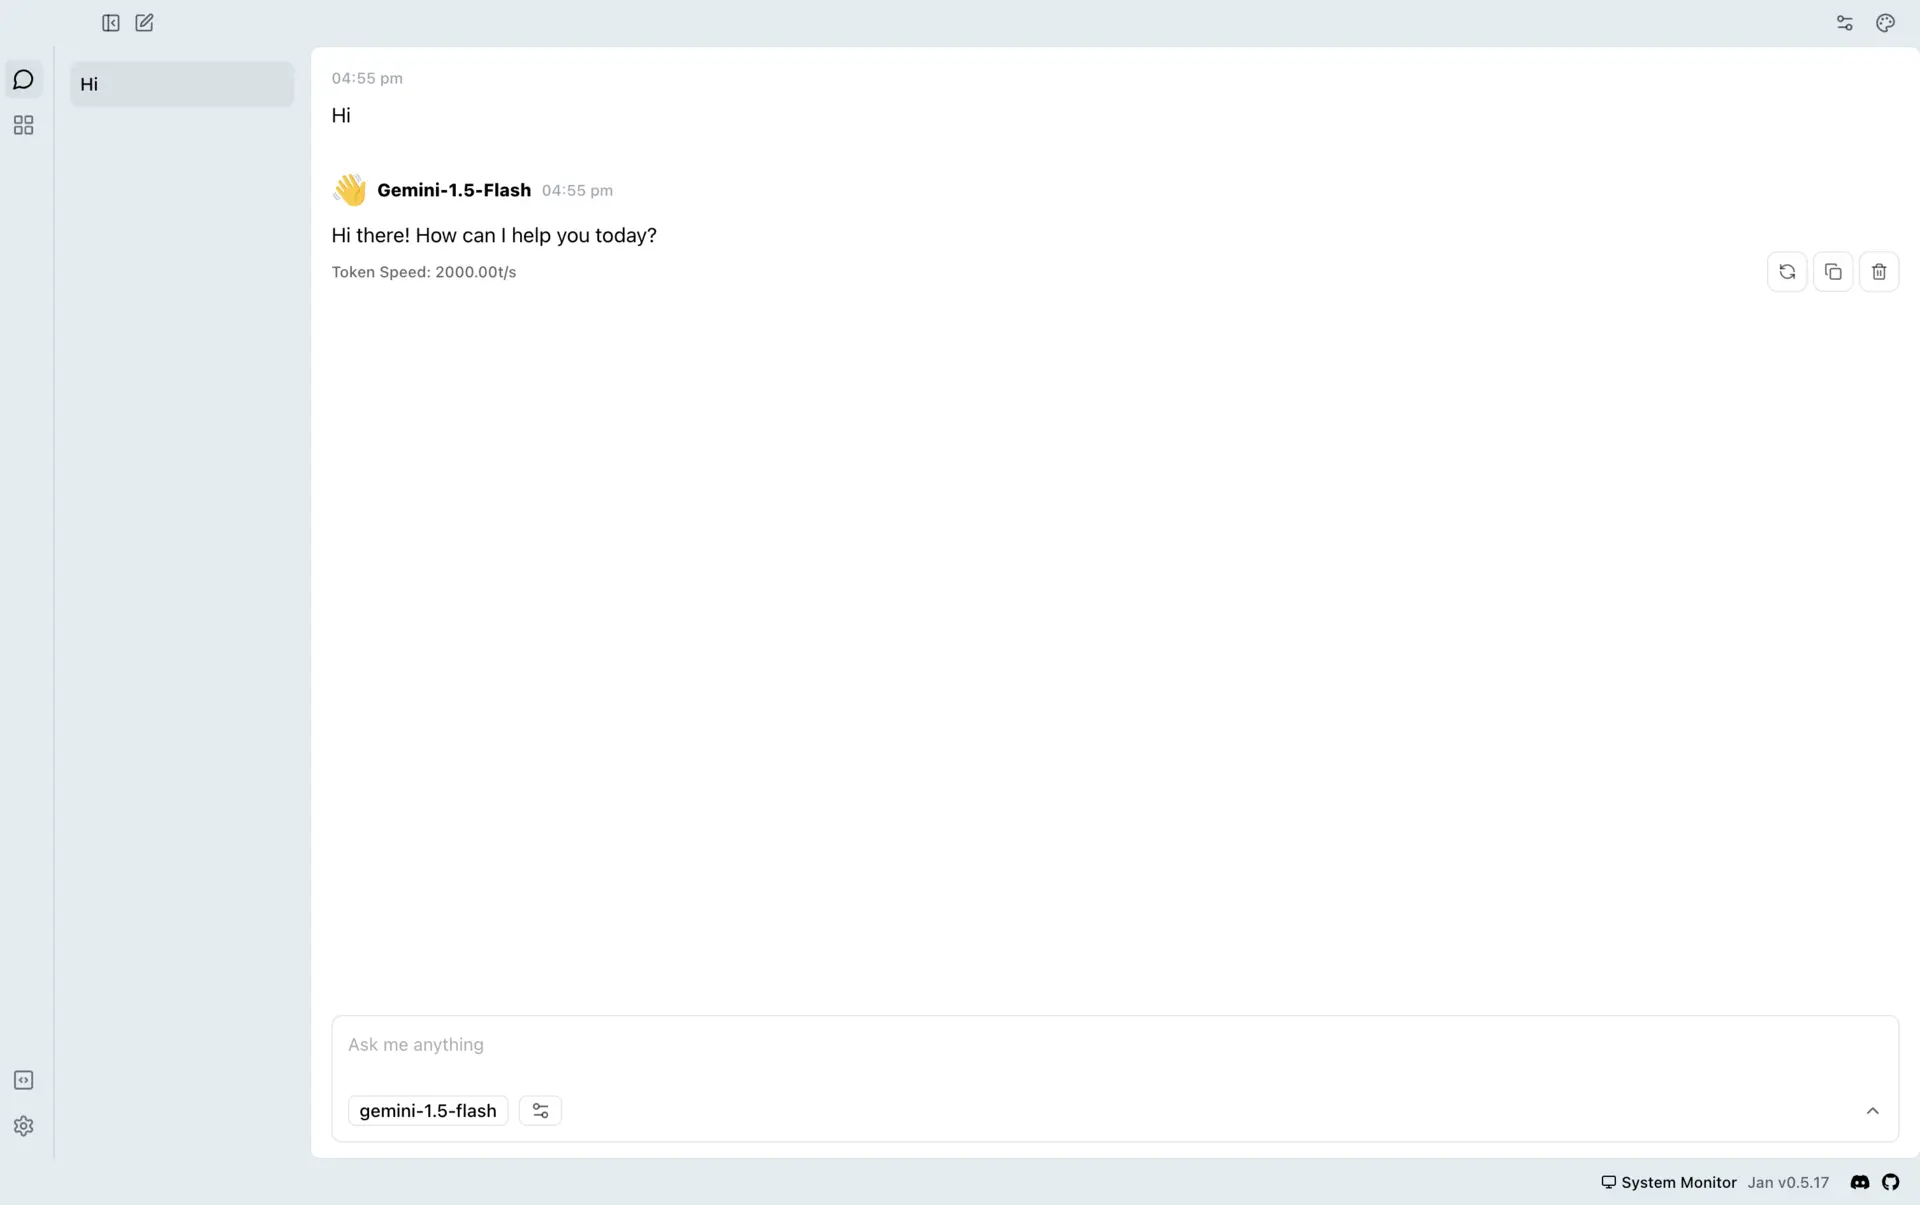 Hi
04:55 pm
Hi
Gemini-1.5-Flash 04:55 pm
Hi there! How can I help you today?
Token Speed: 2000.00t/s
Ask me anything
gemini-1.5-flash
System Monitor Jan v0.5.17